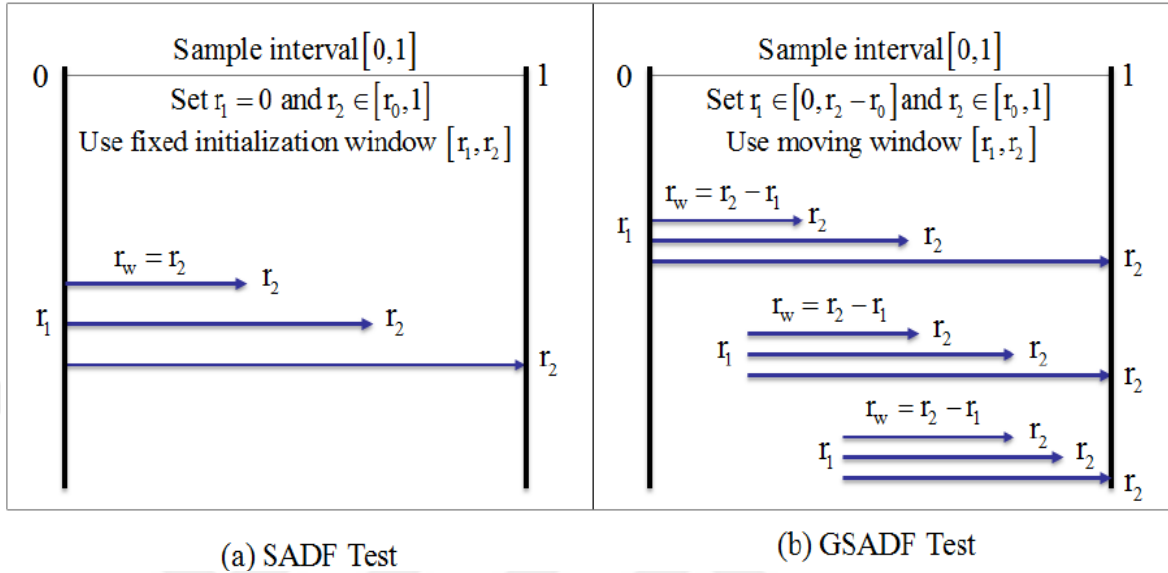 Sample interval[0,1]
0
1
Set r₁ = 0 and r₂ ∈ [r₀,1]
Use fixed initialization window [r₁,r₂]
r_w = r₂
r₂
r₁
r₂
r₂
(a) SADF Test
Sample interval[0,1]
0
1
Set r₁ ∈ [0,r₂ − r₀] and r₂ ∈ [r₀,1]
Use moving window [r₁,r₂]
r_w = r₂ − r₁
r₂
r₁
r₂
r₂
r_w = r₂ − r₁
r₂
r₁
r₂
r₂
r_w = r₂ − r₁
r₂
r₁
r₂
r₂
(b) GSADF Test